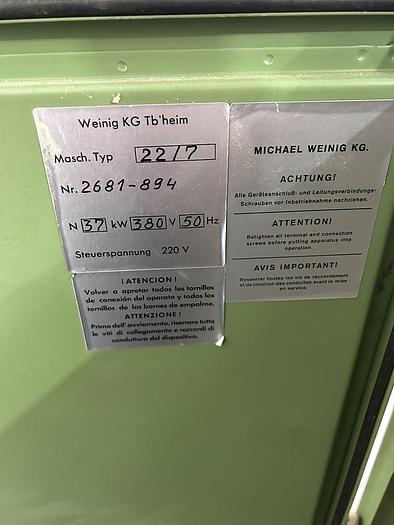 Weinig KG Tb'heim
Masch. Typ 22/7
Nr. 2681-894
N 37 kW 380 V 50 Hz
Steuerspannung 220 V
¡ATENCION!
Volver a apretar todos los tornillos
de conexión del aparato y todos los
tornillos de los bornes de empalme.
ATTENZIONE!
Prima dell' avviamento, riserrare tutte
le viti di collegamento e raccordi di
conduttura del dispositivo.
MICHAEL WEINIG KG.
ACHTUNG!
Alle Geräteanschluß- und Leitungsverbindungs-
Schrauben vor Inbetriebnahme nachziehen.
ATTENTION!
Retighten all terminal and connection
screws before putting apparatus into
operation.
AVIS IMPORTANT!
Resserrer toutes les vis de raccordement
et de jonction des conduites avant la mise
en service.